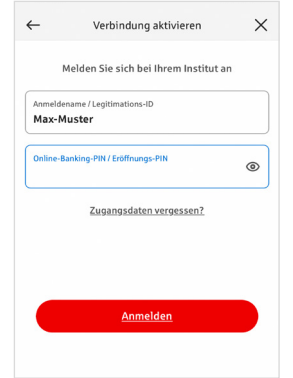 Verbindung aktivieren
Melden Sie sich bei Ihrem Institut an
Anmeldename / Legitimations-ID
Max-Muster
Online-Banking-PIN / Eröffnungs-PIN
Zugangsdaten vergessen?
Anmelden